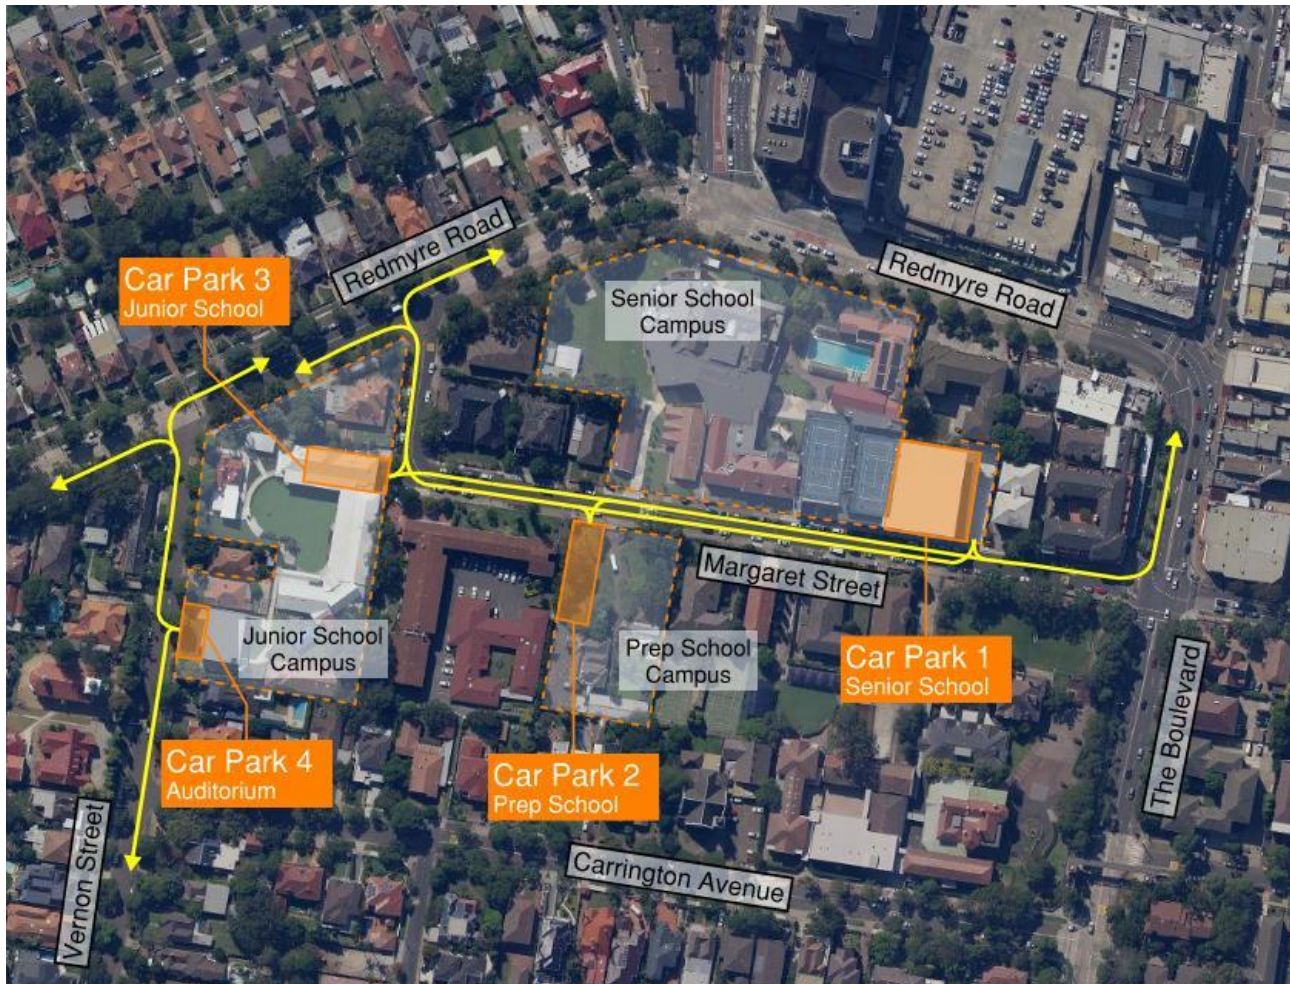 Redmyre Road
Redmyre Road
Car Park 3
Junior School
Senior School
Campus
Margaret Street
Junior School
Campus
Prep School
Campus
Car Park 1
Senior School
Car Park 4
Auditorium
Car Park 2
Prep School
The Boulevard
Vernon Street
Carrington Avenue